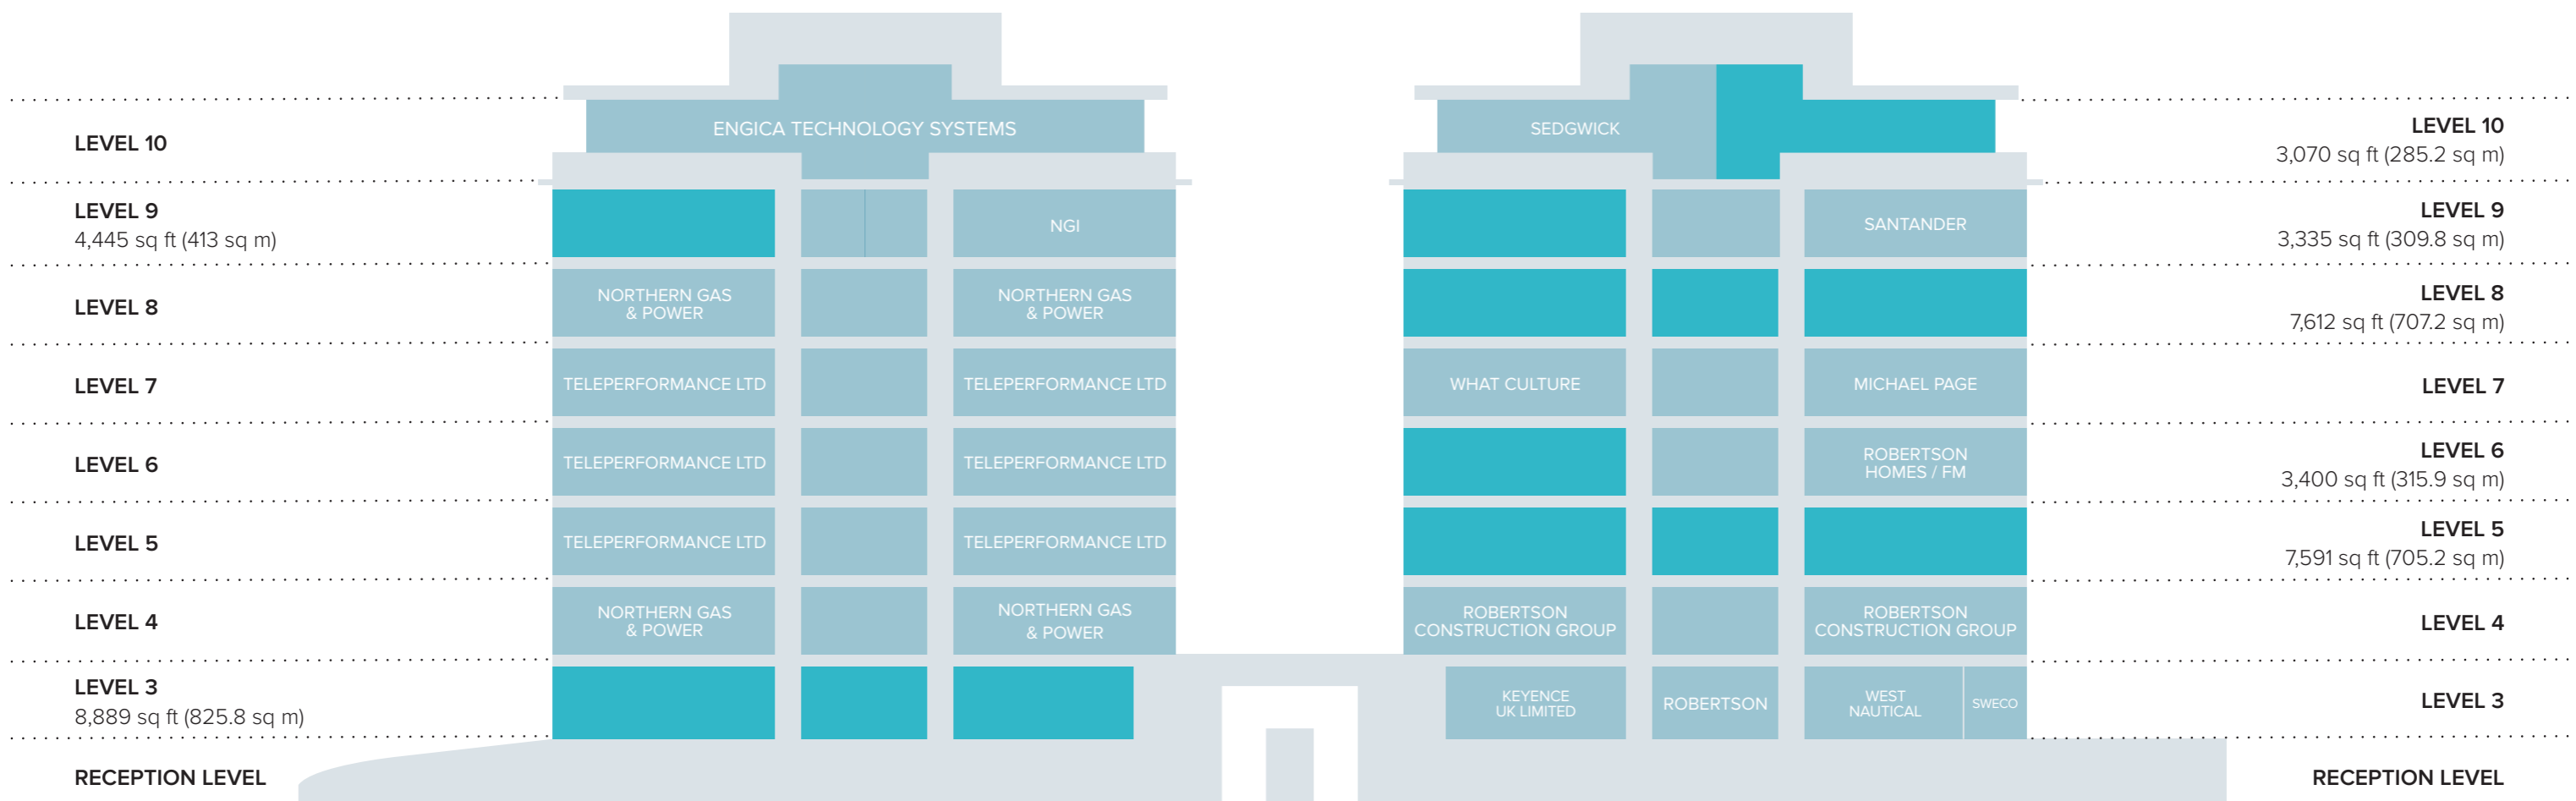 LEVEL 10
LEVEL 9
4,445 sq ft (413 sq m)
LEVEL 8
LEVEL 7
LEVEL 6
LEVEL 5
LEVEL 4
LEVEL 3
8,889 sq ft (825.8 sq m)
RECEPTION LEVEL
ENGICA TECHNOLOGY SYSTEMS
NGI
NORTHERN GAS
& POWER
NORTHERN GAS
& POWER
TELEPERFORMANCE LTD
TELEPERFORMANCE LTD
TELEPERFORMANCE LTD
TELEPERFORMANCE LTD
TELEPERFORMANCE LTD
TELEPERFORMANCE LTD
NORTHERN GAS
& POWER
NORTHERN GAS
& POWER
SEDGWICK
SANTANDER
WHAT CULTURE
MICHAEL PAGE
ROBERTSON
HOMES / FM
ROBERTSON
CONSTRUCTION GROUP
ROBERTSON
CONSTRUCTION GROUP
KEYENCE
UK LIMITED
ROBERTSON
WEST
NAUTICAL
SWECO
LEVEL 10
3,070 sq ft (285.2 sq m)
LEVEL 9
3,335 sq ft (309.8 sq m)
LEVEL 8
7,612 sq ft (707.2 sq m)
LEVEL 7
LEVEL 6
3,400 sq ft (315.9 sq m)
LEVEL 5
7,591 sq ft (705.2 sq m)
LEVEL 4
LEVEL 3
RECEPTION LEVEL